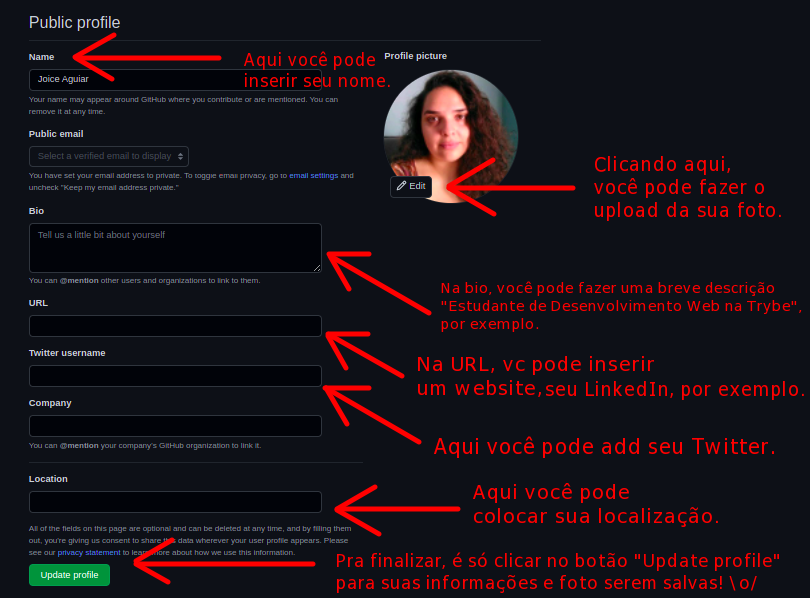 Public profile
Name
Aqui você pode
inserir seu nome.
Profile picture
Joice Aguiar
Your name may appear around GitHub where you contribute or are mentioned. You can
remove it at any time.
Public email
Select a verified email to display
You have set your email address to private. To toggle email privacy, go to email settings and
uncheck "Keep my email address private."
Edit
Clicando aqui,
você pode fazer o
upload da sua foto.
Bio
Tell us a little bit about yourself
You can @mention other users and organizations to link to them.
Na bio, você pode fazer uma breve descrição
"Estudante de Desenvolvimento Web na Trybe",
por exemplo.
URL
Na URL, vc pode inserir
um website, seu LinkedIn, por exemplo.
Twitter username
Aqui você pode add seu Twitter.
Company
You can @mention your company's GitHub organization to link it.
Location
Aqui você pode
colocar sua localização.
All of the fields on this page are optional and can be deleted at any time, and by filling them
out, you're giving us consent to share this data wherever your user profile appears. Please
see our privacy statement to learn more about how we use this information.
Update profile
Pra finalizar, é só clicar no botão "Update profile"
para suas informações e foto serem salvas! \o/